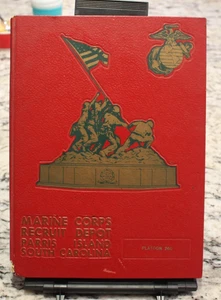 MARINE CORPS
RECRUIT DEPOT
PARRIS ISLAND
SOUTH CAROLINA